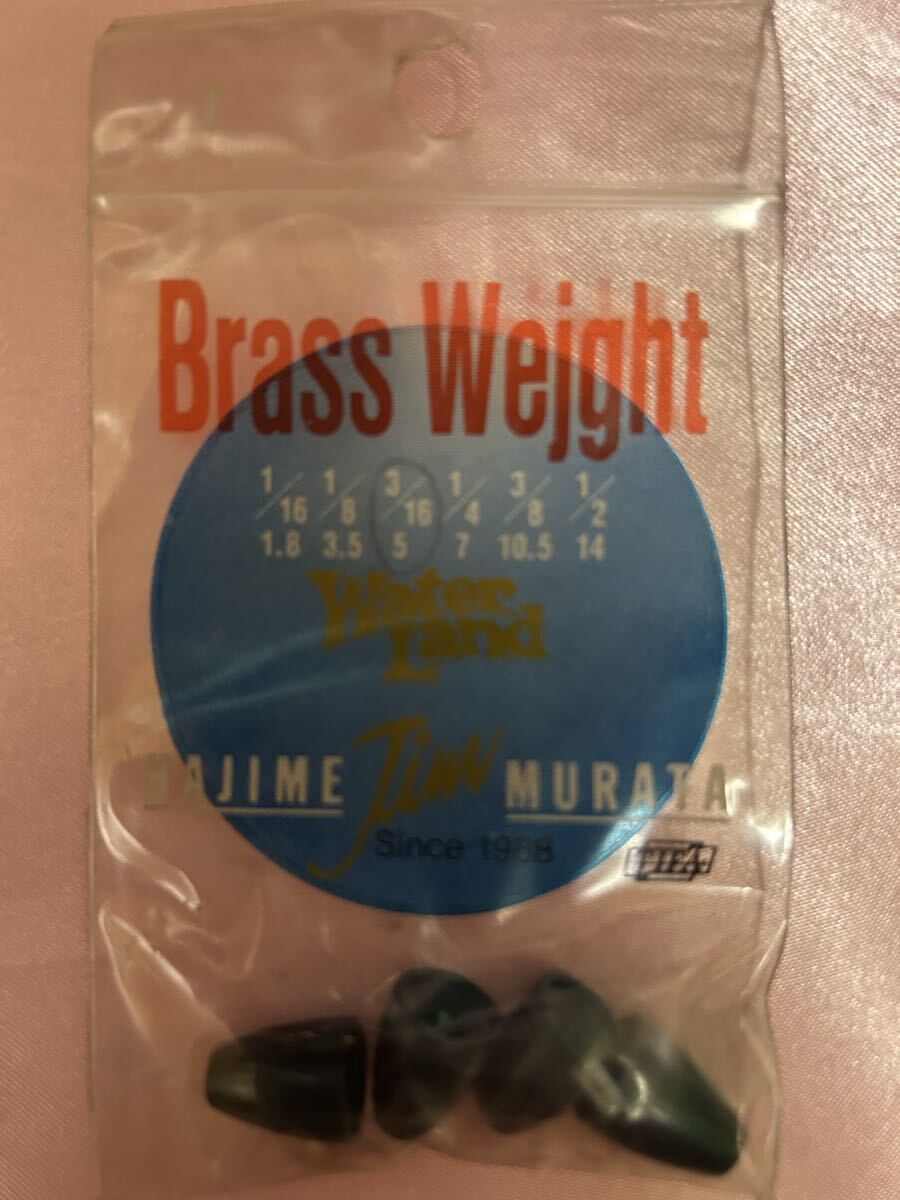 Brass Wejght
1/16 1/8 3/16 1/4 3/8 1/2
1.8 3.5 5 7 10.5 14
Water
Land
HAJIME Jim MURATA
Since 1988